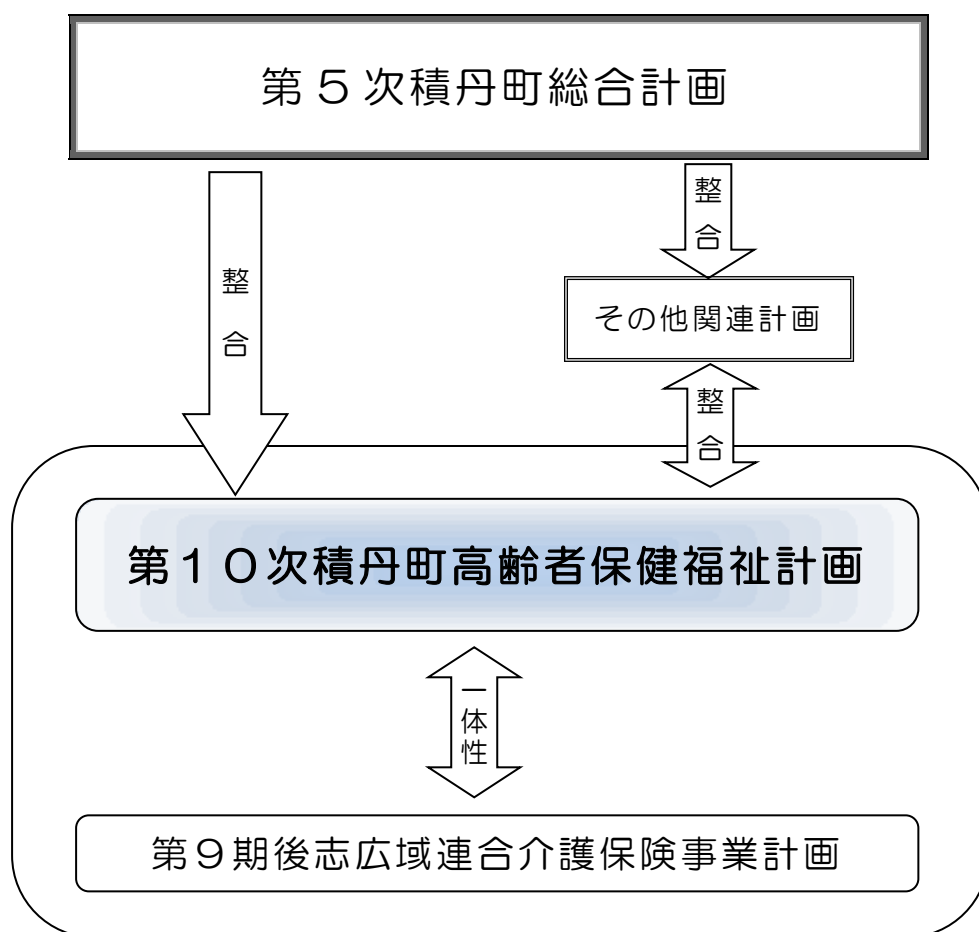 第５次積丹町総合計画
整合
整合
その他関連計画
整合
第１０次積丹町高齢者保健福祉計画
一体性
第９期後志広域連合介護保険事業計画